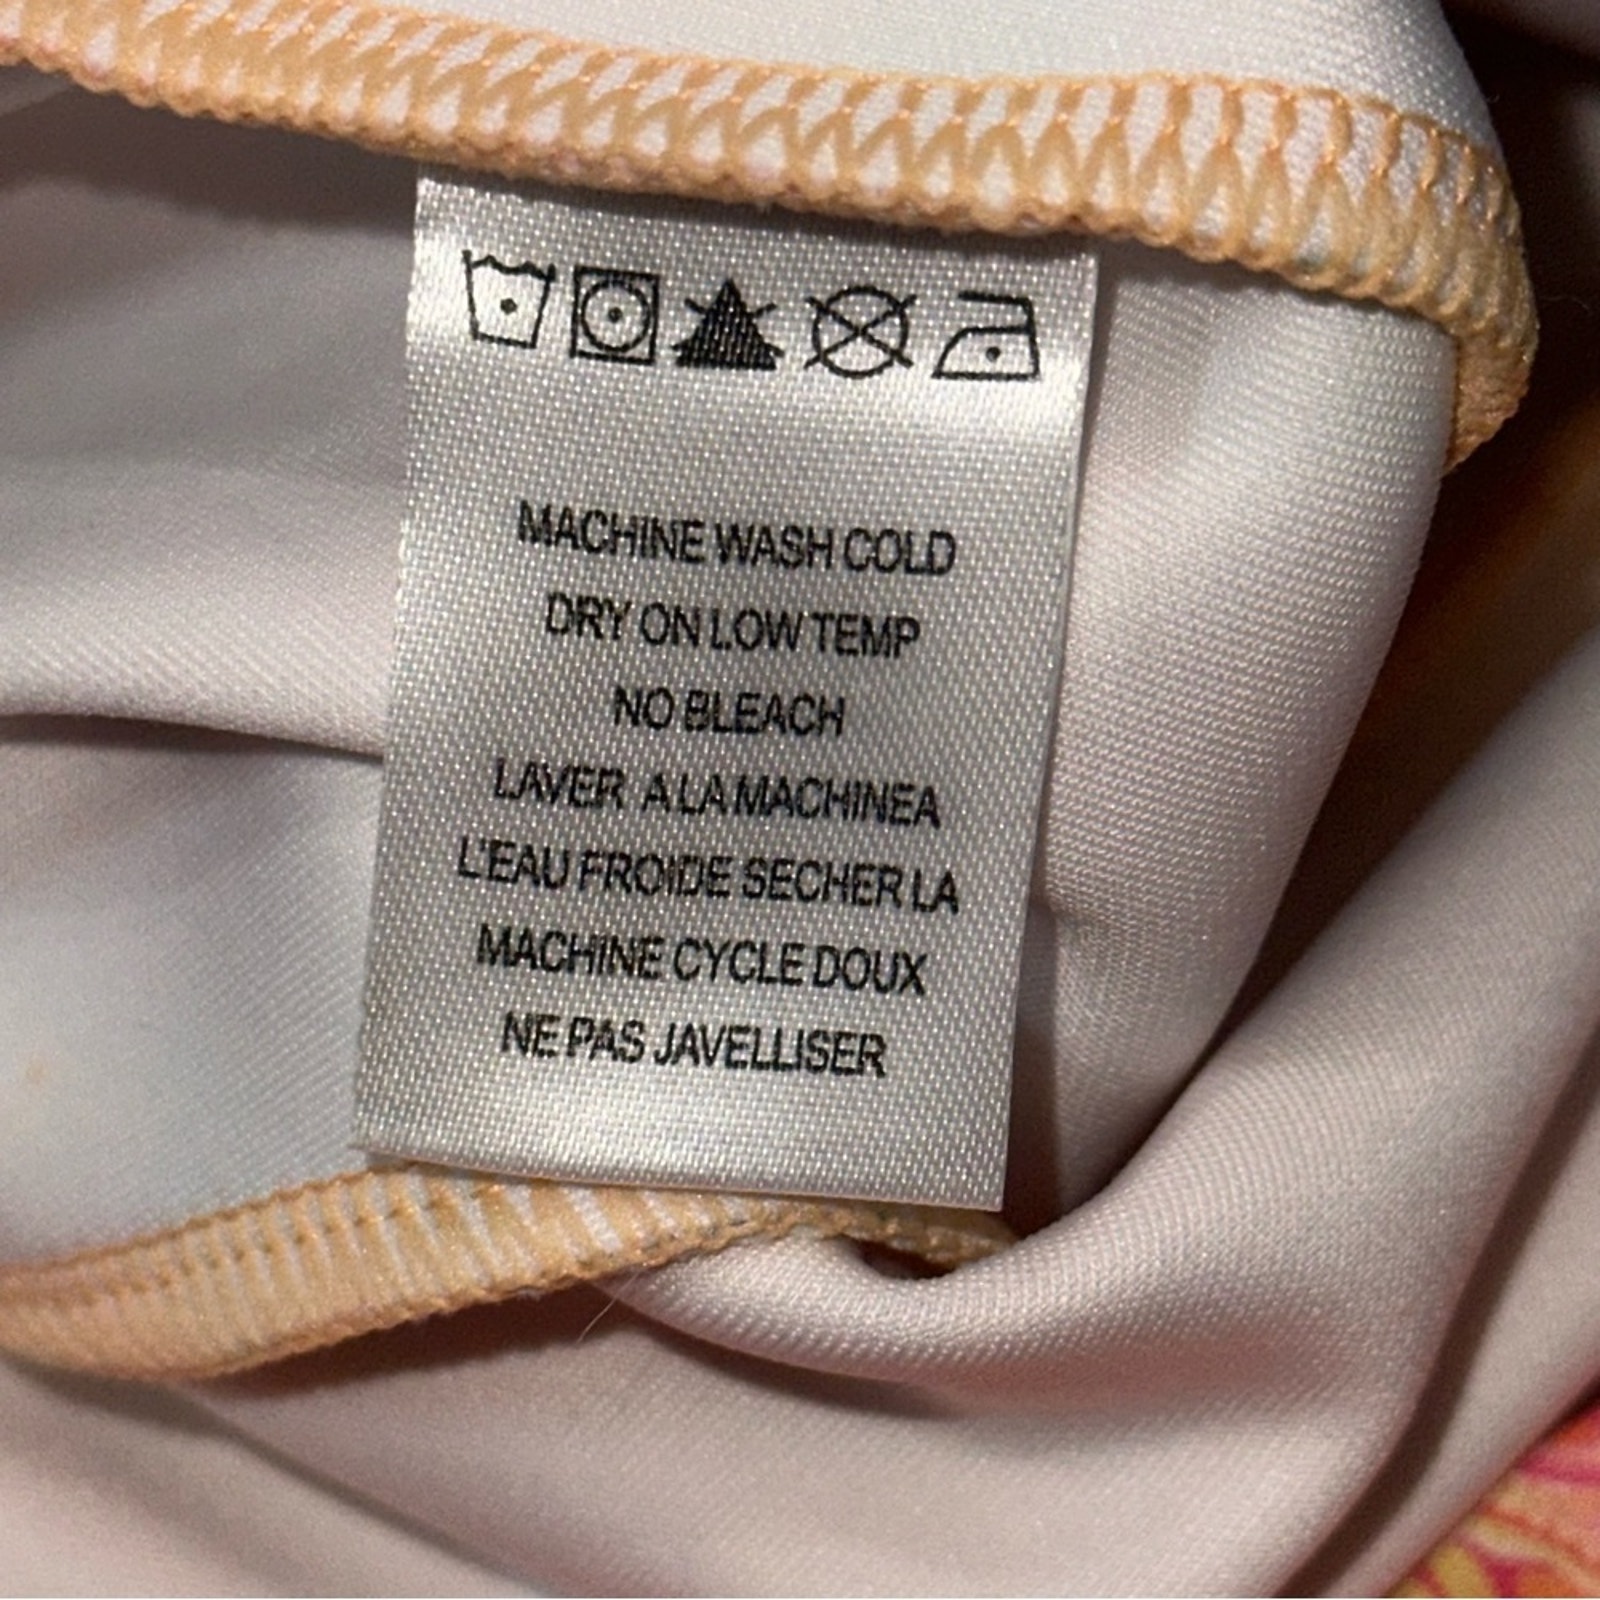 MACHINE WASH COLD
DRY ON LOW TEMP
NO BLEACH
LAVER A LA MACHINE A
L'EAU FROIDE SECHER LA
MACHINE CYCLE DOUX
NE PAS JAVELLISER